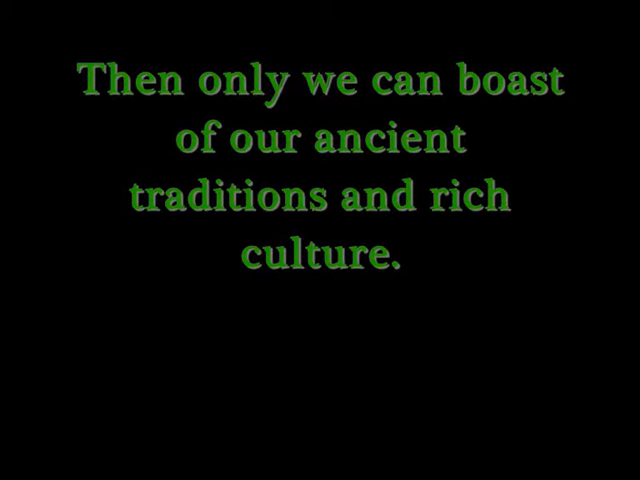 Then only we can boast
of our ancient
traditions and rich
culture.